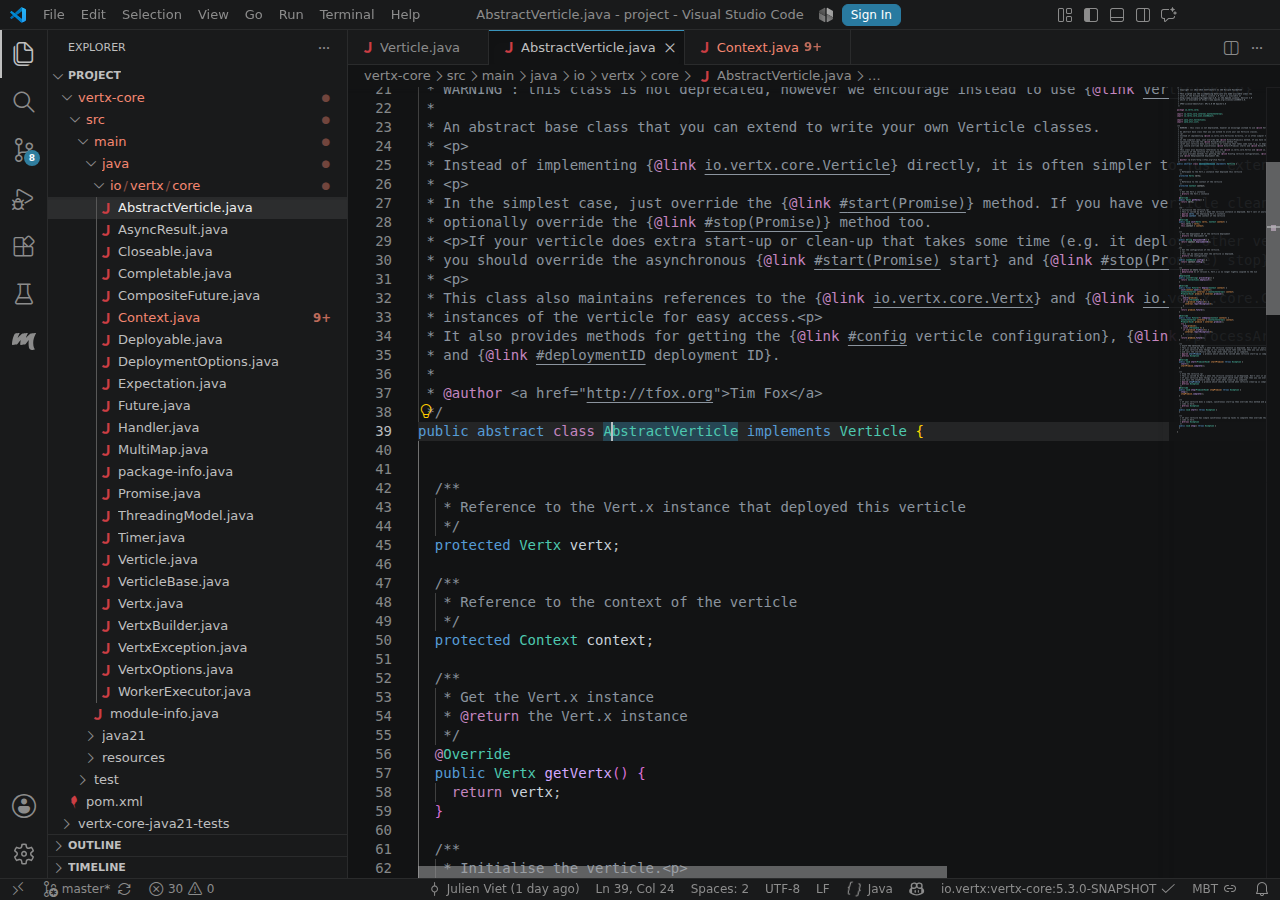 File Edit Selection View Go Run Terminal Help
AbstractVerticle.java - project - Visual Studio Code
Sign In
EXPLORER
Verticle.java
AbstractVerticle.java
Context.java 9+
PROJECT
vertx-core > src > main > java > io > vertx > core > AbstractVerticle.java > ...
vertx-core
src
main
java
io/vertx/core
AbstractVerticle.java
AsyncResult.java
Closeable.java
Completable.java
CompositeFuture.java
Context.java 9+
Deployable.java
DeploymentOptions.java
Expectation.java
Future.java
Handler.java
MultiMap.java
package-info.java
Promise.java
ThreadingModel.java
Timer.java
Verticle.java
VerticleBase.java
Vertx.java
VertxBuilder.java
VertxException.java
VertxOptions.java
WorkerExecutor.java
module-info.java
java21
resources
test
pom.xml
vertx-core-java21-tests
OUTLINE
TIMELINE
8
21 * WARNING : this class is not deprecated, however we encourage instead to use {@link Ver
22 *
23 * An abstract base class that you can extend to write your own Verticle classes.
24 * <p>
25 * Instead of implementing {@link io.vertx.core.Verticle} directly, it is often simpler t
26 * <p>
27 * In the simplest case, just override the {@link #start(Promise)} method. If you have ver
28 * optionally override the {@link #stop(Promise)} method too.
29 * <p>If your verticle does extra start-up or clean-up that takes some time (e.g. it depl
30 * you should override the asynchronous {@link #start(Promise) start} and {@link #stop(Pr
31 * <p>
32 * This class also maintains references to the {@link io.vertx.core.Vertx} and {@link io.
33 * instances of the verticle for easy access.<p>
34 * It also provides methods for getting the {@link #config verticle configuration}, {@link
35 * and {@link #deploymentID deployment ID}.
36 *
37 * @author <a href="http://tfox.org">Tim Fox</a>
38 */
39 public abstract class AbstractVerticle implements Verticle {
40
41
42 /**
43 * Reference to the Vert.x instance that deployed this verticle
44 */
45 protected Vertx vertx;
46
47 /**
48 * Reference to the context of the verticle
49 */
50 protected Context context;
51
52 /**
53 * Get the Vert.x instance
54 * @return the Vert.x instance
55 */
56 @Override
57 public Vertx getVertx() {
58 return vertx;
59 }
60
61 /**
62 * Initialise the verticle.<p>
master* 30 0 Julien Viet (1 day ago) Ln 39, Col 24 Spaces: 2 UTF-8 LF {} Java io.vertx:vertx-core:5.3.0-SNAPSHOT MBT